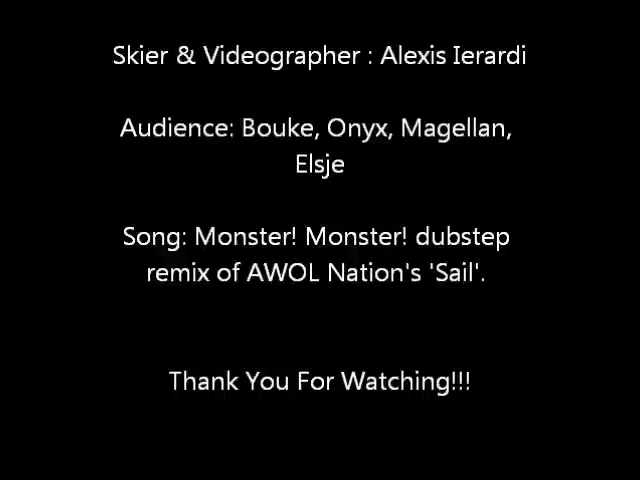 Skier & Videographer : Alexis Ierardi
Audience: Bouke, Onyx, Magellan,
Elsje
Song: Monster! Monster! dubstep
remix of AWOL Nation's 'Sail'.
Thank You For Watching!!!